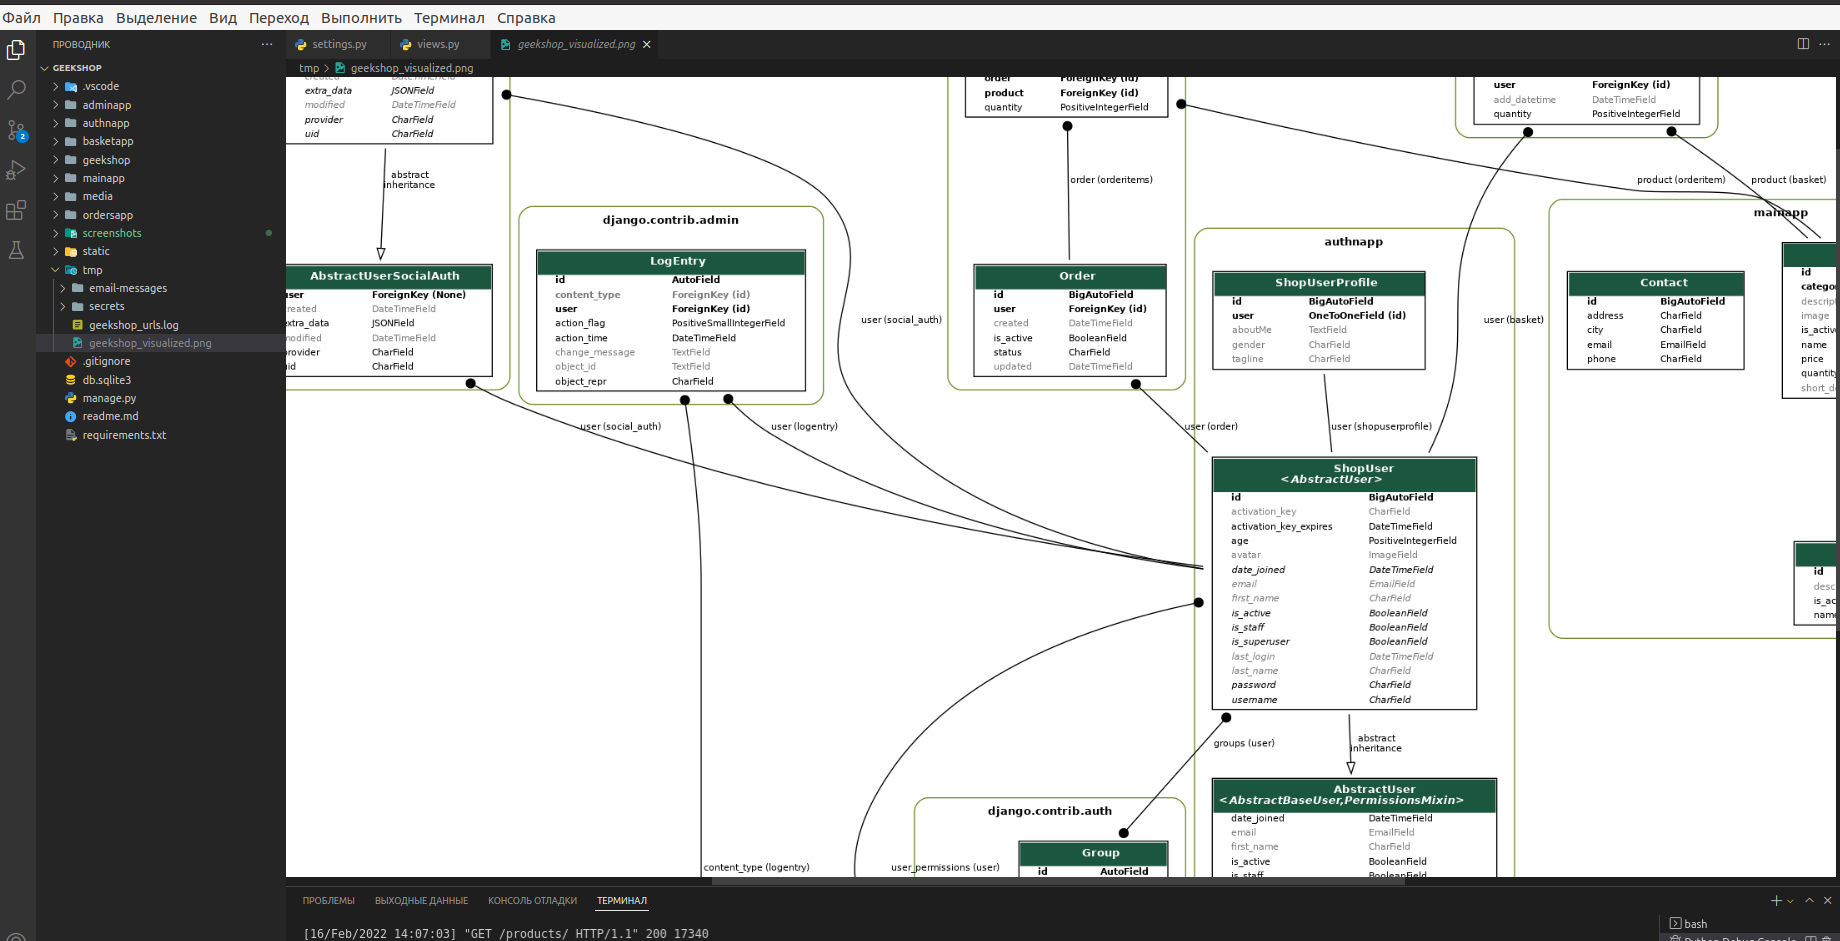 Файл Правка Выделение Вид Переход Выполнить Терминал Справка
ПРОВОДНИК
settings.py
views.py
geekshop_visualized.png
tmp > geekshop_visualized.png
GEEKSHOP
.vscode
adminapp
authnapp
basketapp
geekshop
mainapp
media
ordersapp
screenshots
static
tmp
email-messages
secrets
geekshop_urls.log
geekshop_visualized.png
.gitignore
db.sqlite3
manage.py
readme.md
requirements.txt
2
created DateTimeField
extra_data JSONField
modified DateTimeField
provider CharField
uid CharField
abstract
inheritance
AbstractUserSocialAuth
user ForeignKey (None)
created DateTimeField
extra_data JSONField
modified DateTimeField
provider CharField
uid CharField
user (social_auth)
django.contrib.admin
LogEntry
id AutoField
content_type ForeignKey (id)
user ForeignKey (id)
action_flag PositiveSmallIntegerField
action_time DateTimeField
change_message TextField
object_id TextField
object_repr CharField
user (logentry)
user (social_auth)
order ForeignKey (id)
product ForeignKey (id)
quantity PositiveIntegerField
order (orderitems)
Order
id BigAutoField
user ForeignKey (id)
created DateTimeField
is_active BooleanField
status CharField
updated DateTimeField
user (order)
user ForeignKey (id)
add_datetime DateTimeField
quantity PositiveIntegerField
product (orderitem)
product (basket)
mainapp
authnapp
ShopUserProfile
id BigAutoField
user OneToOneField (id)
aboutMe TextField
gender CharField
tagline CharField
user (basket)
user (shopuserprofile)
Contact
id BigAutoField
address CharField
city CharField
email EmailField
phone CharField
id
categor
descript
image
is_activ
name
price
quantity
short_d
ShopUser
<AbstractUser>
id BigAutoField
activation_key CharField
activation_key_expires DateTimeField
age PositiveIntegerField
avatar ImageField
date_joined DateTimeField
email EmailField
first_name CharField
is_active BooleanField
is_staff BooleanField
is_superuser BooleanField
last_login DateTimeField
last_name CharField
password CharField
username CharField
id
desc
is_ac
name
groups (user)
abstract
inheritance
AbstractUser
<AbstractBaseUser,PermissionsMixin>
date_joined DateTimeField
email EmailField
first_name CharField
is_active BooleanField
is_staff BooleanField
django.contrib.auth
Group
id AutoField
content_type (logentry)
user_permissions (user)
ПРОБЛЕМЫ ВЫХОДНЫЕ ДАННЫЕ КОНСОЛЬ ОТЛАДКИ ТЕРМИНАЛ
[16/Feb/2022 14:07:03] "GET /products/ HTTP/1.1" 200 17340
bash
Python Debug Console